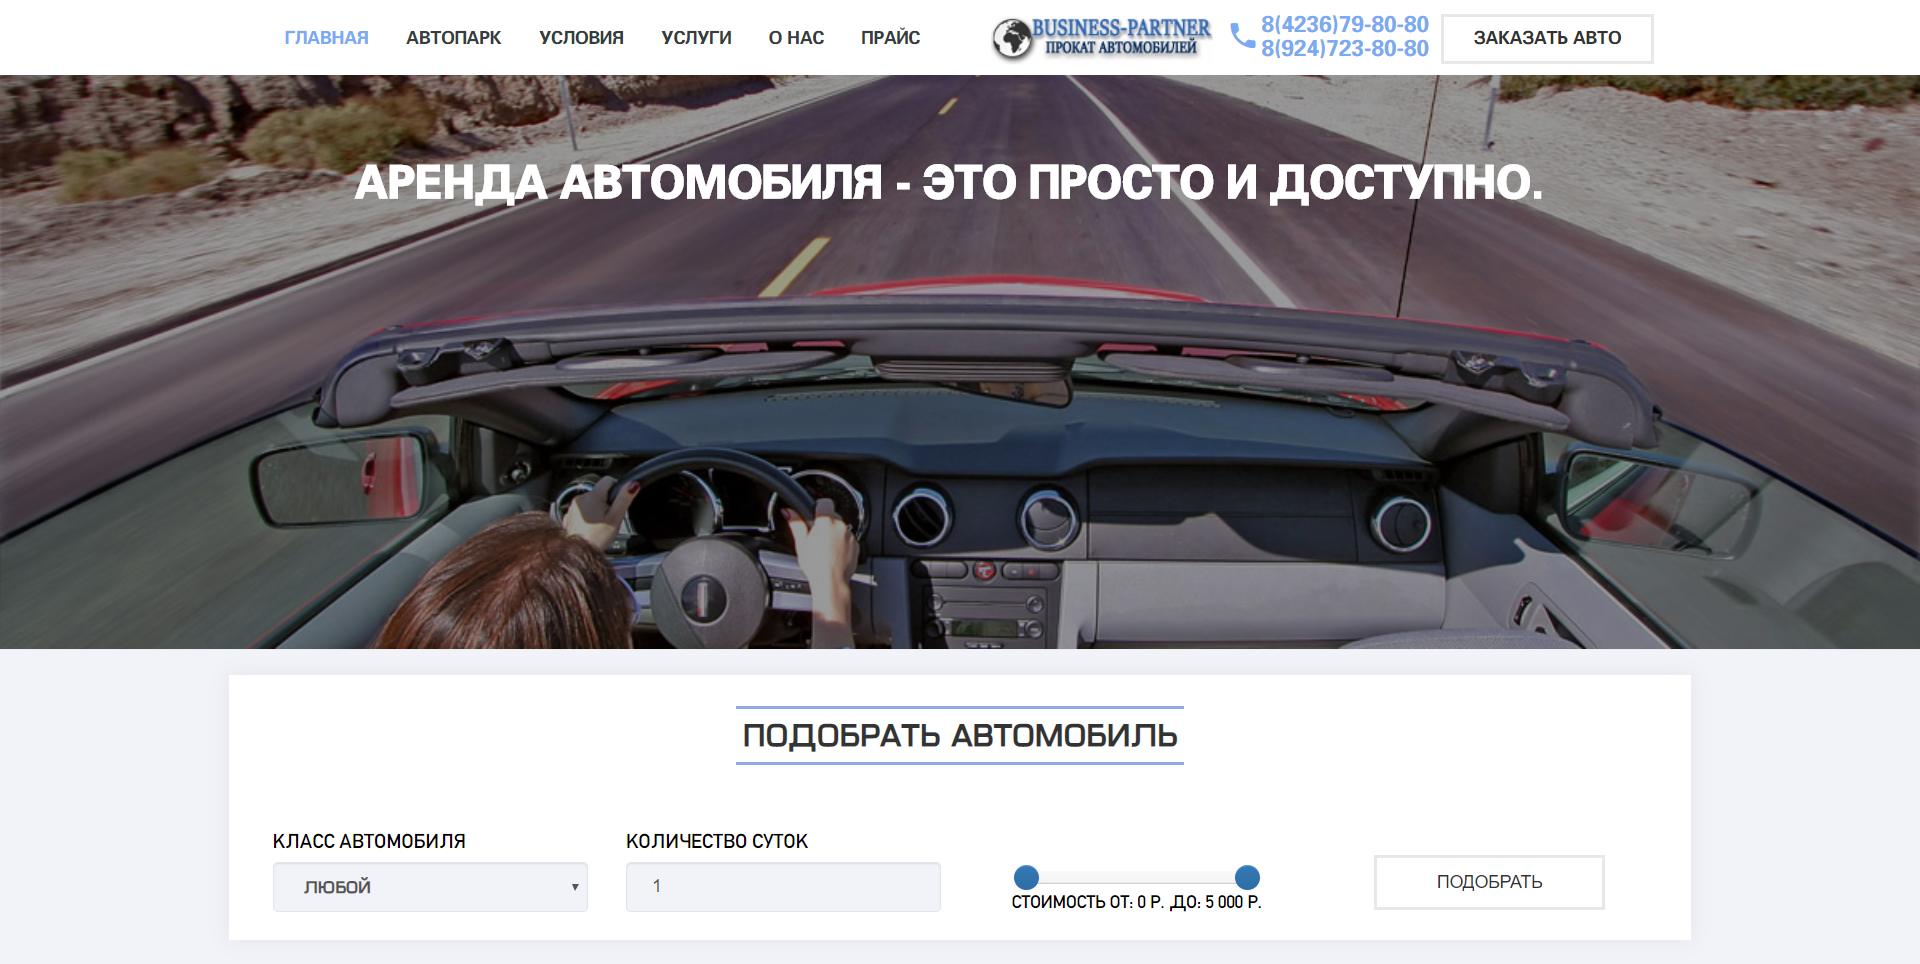 ГЛАВНАЯ АВТОПАРК УСЛОВИЯ УСЛУГИ О НАС ПРАЙС
BUSINESS-PARTNER
ПРОКАТ АВТОМОБИЛЕЙ
8(4236)79-80-80
8(924)723-80-80
ЗАКАЗАТЬ АВТО
АРЕНДА АВТОМОБИЛЯ - ЭТО ПРОСТО И ДОСТУПНО.
ПОДОБРАТЬ АВТОМОБИЛЬ
КЛАСС АВТОМОБИЛЯ
ЛЮБОЙ
КОЛИЧЕСТВО СУТОК
1
СТОИМОСТЬ ОТ: 0 Р. ДО: 5 000 Р.
ПОДОБРАТЬ